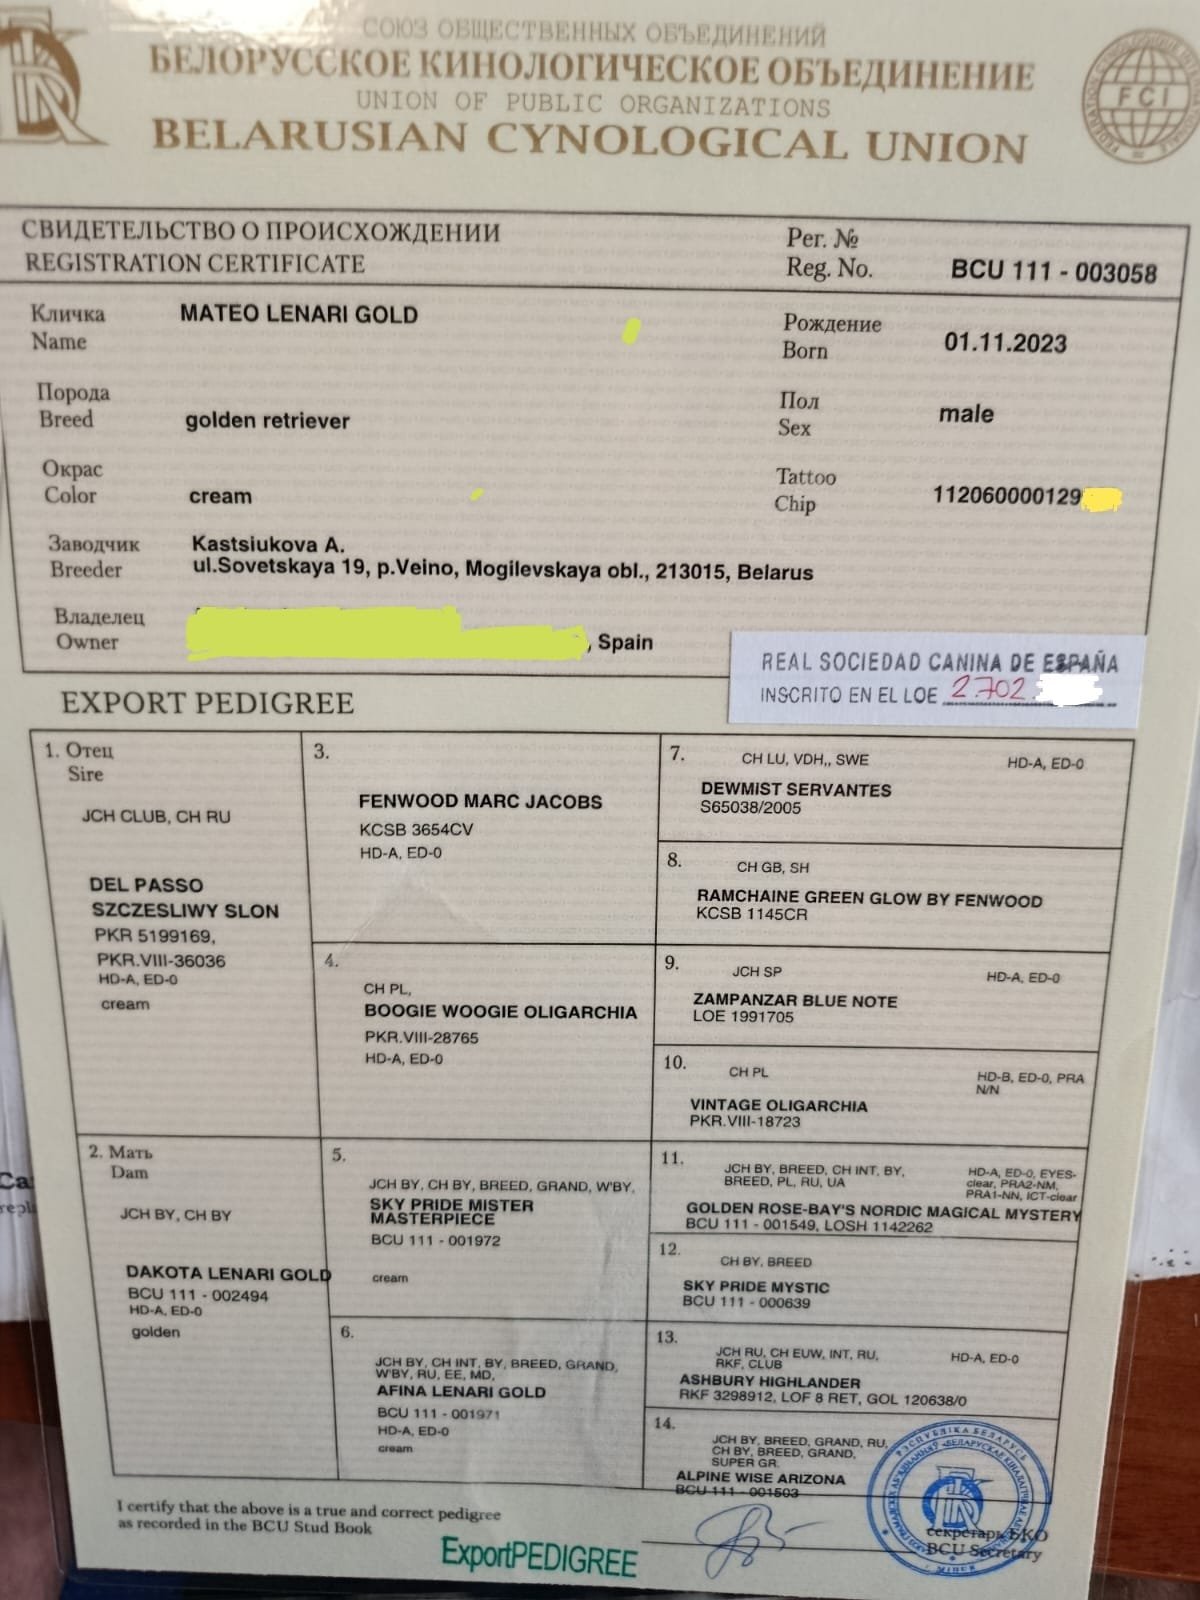 СОЮЗ ОБЩЕСТВЕННЫХ ОБЪЕДИНЕНИЙ
БЕЛОРУССКОЕ КИНОЛОГИЧЕСКОЕ ОБЪЕДИНЕНИЕ
UNION OF PUBLIC ORGANIZATIONS
BELARUSIAN CYNOLOGICAL UNION
FCI
СВИДЕТЕЛЬСТВО О ПРОИСХОЖДЕНИИ
REGISTRATION CERTIFICATE
Рег. №
Reg. No. BCU 111 - 003058
Кличка
Name
MATEO LENARI GOLD
Рождение
Born
01.11.2023
Порода
Breed
golden retriever
Пол
Sex
male
Окрас
Color
cream
Tattoo
Chip
112060000129
Заводчик
Breeder
Kastsiukova A.
ul.Sovetskaya 19, p.Veino, Mogilevskaya obl., 213015, Belarus
Владелец
Owner
, Spain
REAL SOCIEDAD CANINA DE ESPAÑA
INSCRITO EN EL LOE 2.702.
EXPORT PEDIGREE
1. Отец
Sire
JCH CLUB, CH RU
DEL PASSO
SZCZESLIWY SLON
PKR 5199169,
PKR.VIII-36036
HD-A, ED-0
cream
2. Мать
Dam
JCH BY, CH BY
DAKOTA LENARI GOLD
BCU 111 - 002494
HD-A, ED-0
golden
3.
FENWOOD MARC JACOBS
KCSB 3654CV
HD-A, ED-0
4.
CH PL,
BOOGIE WOOGIE OLIGARCHIA
PKR.VIII-28765
HD-A, ED-0
5.
JCH BY, CH BY, BREED, GRAND, W'BY,
SKY PRIDE MISTER
MASTERPIECE
BCU 111 - 001972
cream
6.
JCH BY, CH INT, BY, BREED, GRAND,
W'BY, RU, EE, MD,
AFINA LENARI GOLD
BCU 111 - 001971
HD-A, ED-0
cream
7.
CH LU, VDH,, SWE
HD-A, ED-0
DEWMIST SERVANTES
S65038/2005
8.
CH GB, SH
RAMCHAINE GREEN GLOW BY FENWOOD
KCSB 1145CR
9.
JCH SP
HD-A, ED-0
ZAMPANZAR BLUE NOTE
LOE 1991705
10.
CH PL
HD-B, ED-0, PRA
N/N
VINTAGE OLIGARCHIA
PKR.VIII-18723
11.
JCH BY, BREED, CH INT, BY,
BREED, PL, RU, UA
HD-A, ED-0, EYES-
clear, PRA2-NM,
PRA1-NN, ICT-clear
GOLDEN ROSE-BAY'S NORDIC MAGICAL MYSTERY
BCU 111 - 001549, LOSH 1142262
12.
CH BY, BREED
SKY PRIDE MYSTIC
BCU 111 - 000639
13.
JCH RU, CH EUW, INT, RU,
RKF, CLUB
HD-A, ED-0
ASHBURY HIGHLANDER
RKF 3298912, LOF 8 RET, GOL 120638/0
14.
JCH BY, BREED, GRAND, RU,
CH BY, BREED, GRAND,
SUPER GR.
ALPINE WISE ARIZONA
BCU 111 - 001503
I certify that the above is a true and correct pedigree
as recorded in the BCU Stud Book
ExportPEDIGREE
секретарь БКО
BCU Secretary